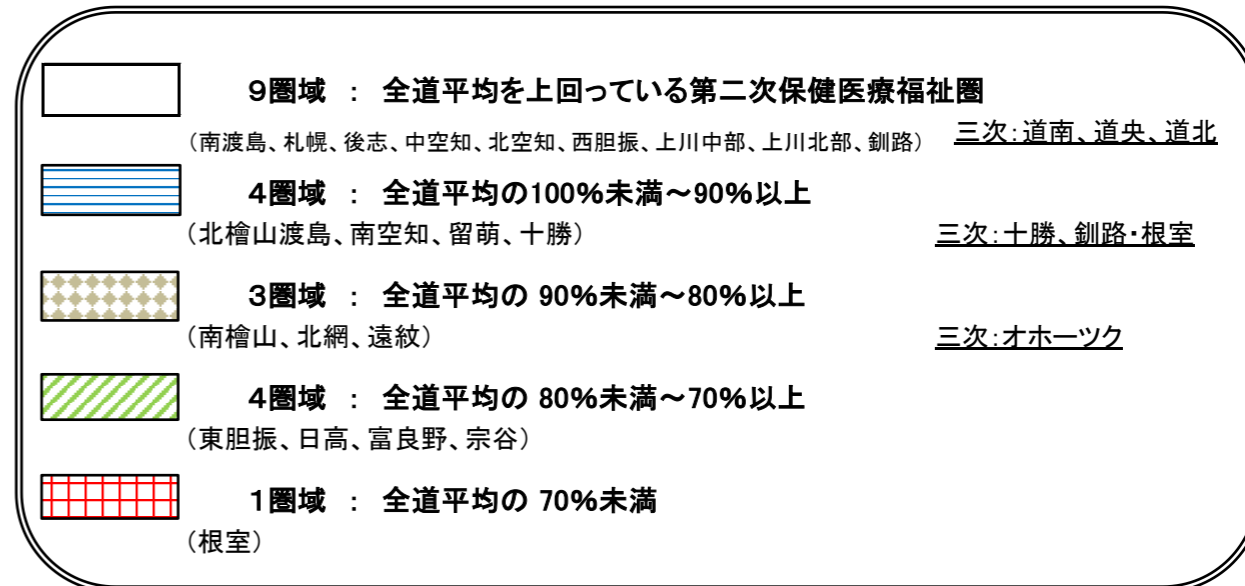 9圏域 ： 全道平均を上回っている第二次保健医療福祉圏
（南渡島、札幌、後志、中空知、北空知、西胆振、上川中部、上川北部、釧路） 三次：道南、道央、道北
4圏域 ： 全道平均の100％未満～90％以上
（北檜山渡島、南空知、留萌、十勝） 三次：十勝、釧路・根室
3圏域 ： 全道平均の 90％未満～80％以上
（南檜山、北網、遠紋） 三次：オホーツク
4圏域 ： 全道平均の 80％未満～70％以上
（東胆振、日高、富良野、宗谷）
1圏域 ： 全道平均の 70％未満
（根室）